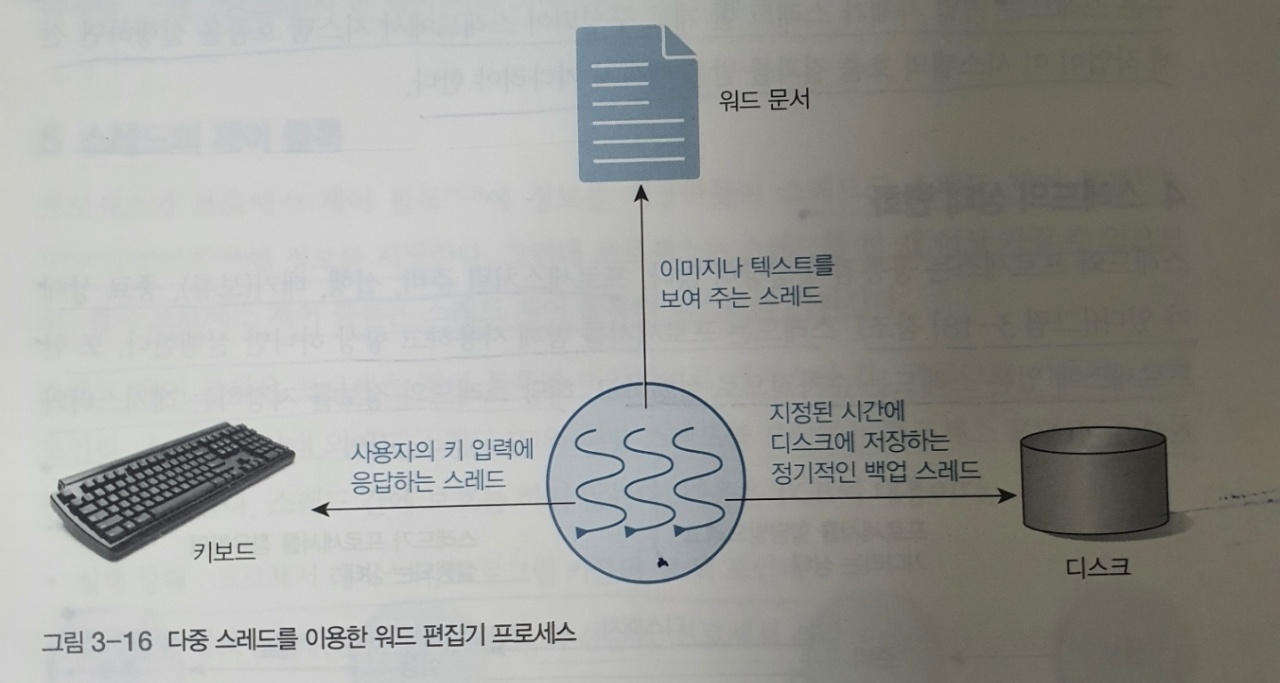 워드 문서
이미지나 텍스트를
보여 주는 스레드
사용자의 키 입력에
응답하는 스레드
지정된 시간에
디스크에 저장하는
정기적인 백업 스레드
키보드
디스크
그림 3-16 다중 스레드를 이용한 워드 편집기 프로세스